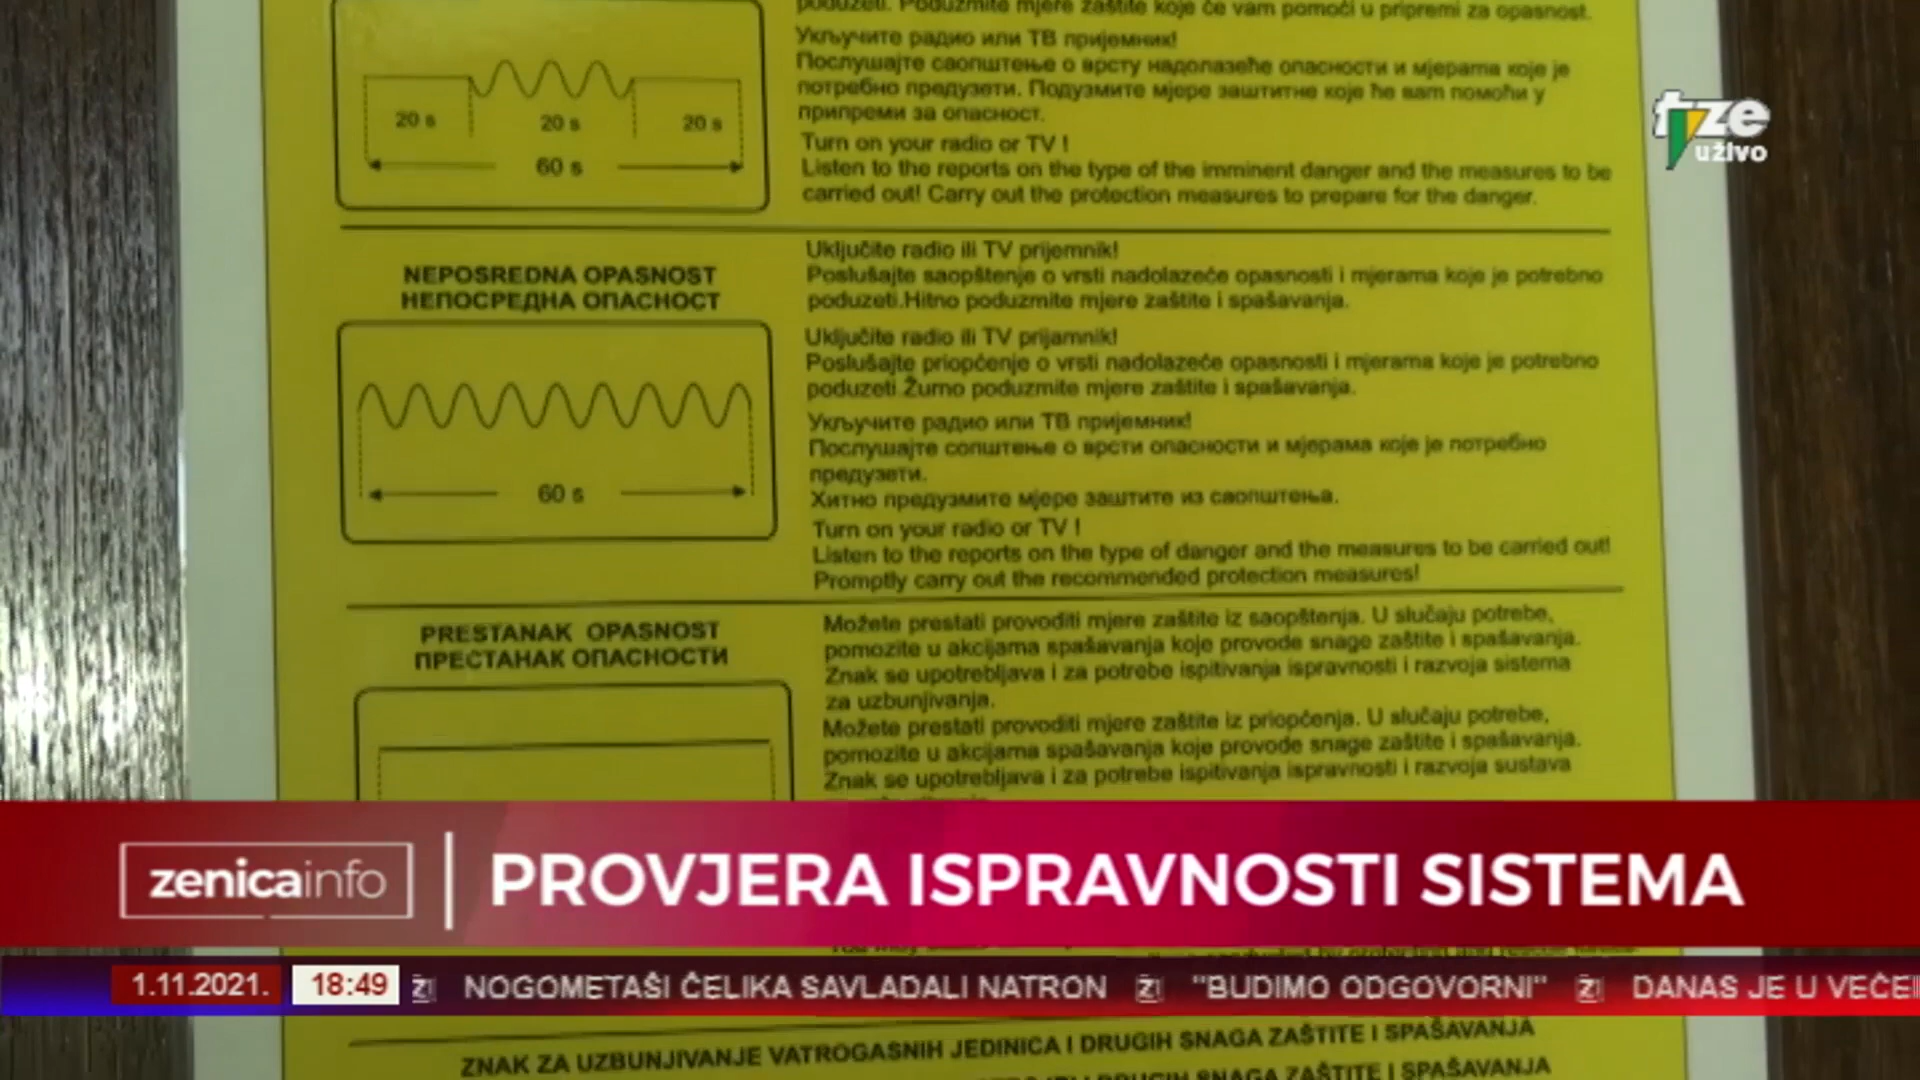 poduzeti. Poduzmite mjere zaštite koje će vam pomoći u pripremi za opasnost.
Укључите радио или ТВ пријемник!
Послушајте саопштење о врсту надолазеће опасности и мјерама које је
потребно предузети. Подузмите мјере заштитне које ће вам помоћи у
припреми за опасност.
Turn on your radio or TV !
Listen to the reports on the type of the imminent danger and the measures to be
carried out! Carry out the protection measures to prepare for the danger.
20 s
20 s
20 s
60 s
tvze
uživo
NEPOSREDNA OPASNOST
НЕПОСРЕДНА ОПАСНОСТ
60 s
Uključite radio ili TV prijemnik!
Poslušajte saopštenje o vrsti nadolazeće opasnosti i mjerama koje je potrebno
poduzeti.Hitno poduzmite mjere zaštite i spašavanja.
Uključite radio ili TV prijamnik!
Poslušajte priopćenje o vrsti nadolazeće opasnosti i mjerama koje je potrebno
poduzeti.Žurno poduzmite mjere zaštite i spašavanja.
Укључите радио или ТВ пријемник!
Послушајте сопштење о врсти опасности и мјерама које је потребно
предузети.
Хитно предузмите мјере заштите из саопштења.
Turn on your radio or TV !
Listen to the reports on the type of danger and the measures to be carried out!
Promptly carry out the recommended protection measures!
PRESTANAK OPASNOST
ПРЕСТАНАК ОПАСНОСТИ
Možete prestati provoditi mjere zaštite iz saopštenja. U slučaju potrebe,
pomozite u akcijama spašavanja koje provode snage zaštite i spašavanja.
Znak se upotrebljava i za potrebe ispitivanja ispravnosti i razvoja sistema
za uzbunjivanja.
Možete prestati provoditi mjere zaštite iz priopćenja. U slučaju potrebe,
pomozite u akcijama spašavanja koje provode snage zaštite i spašavanja.
Znak se upotrebljava i za potrebe ispitivanja ispravnosti i razvoja sustava
zenicainfo
PROVJERA ISPRAVNOSTI SISTEMA
1.11.2021. 18:49 NOGOMETAŠI ČELIKA SAVLADALI NATRON "BUDIMO ODGOVORNI" DANAS JE U VEČE
ZNAK ZA UZBUNJIVANJE VATROGASNIH JEDINICA I DRUGIH SNAGA ZAŠTITE I SPAŠAVANJA
DRUGIH SNAGA ZAŠTITE I SPAŠAVANJA